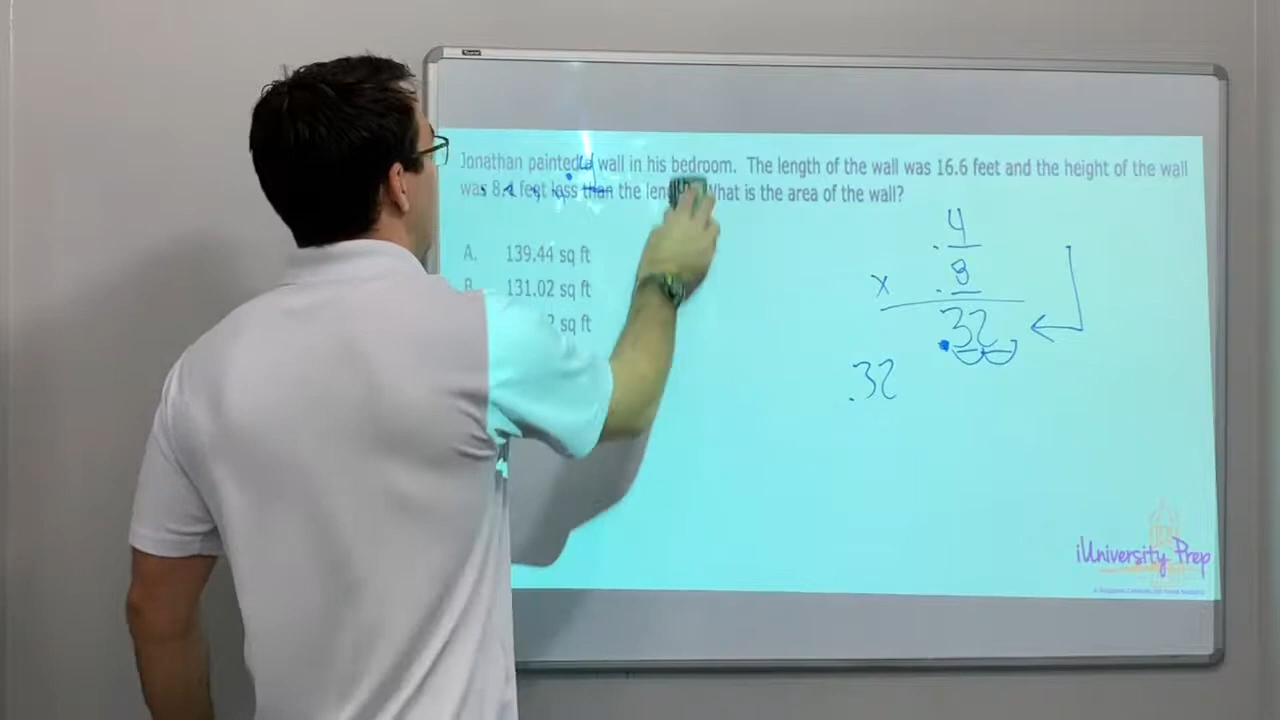 Jonathan painted wall in his bedroom. The length of the wall was 16.6 feet and the height of the wall
was 8. feet less than the What is the area of the wall?
A. 139.44 sq ft
B. 131.02 sq ft
sq ft
.4
x .8
.32
.32
iUniversity Prep